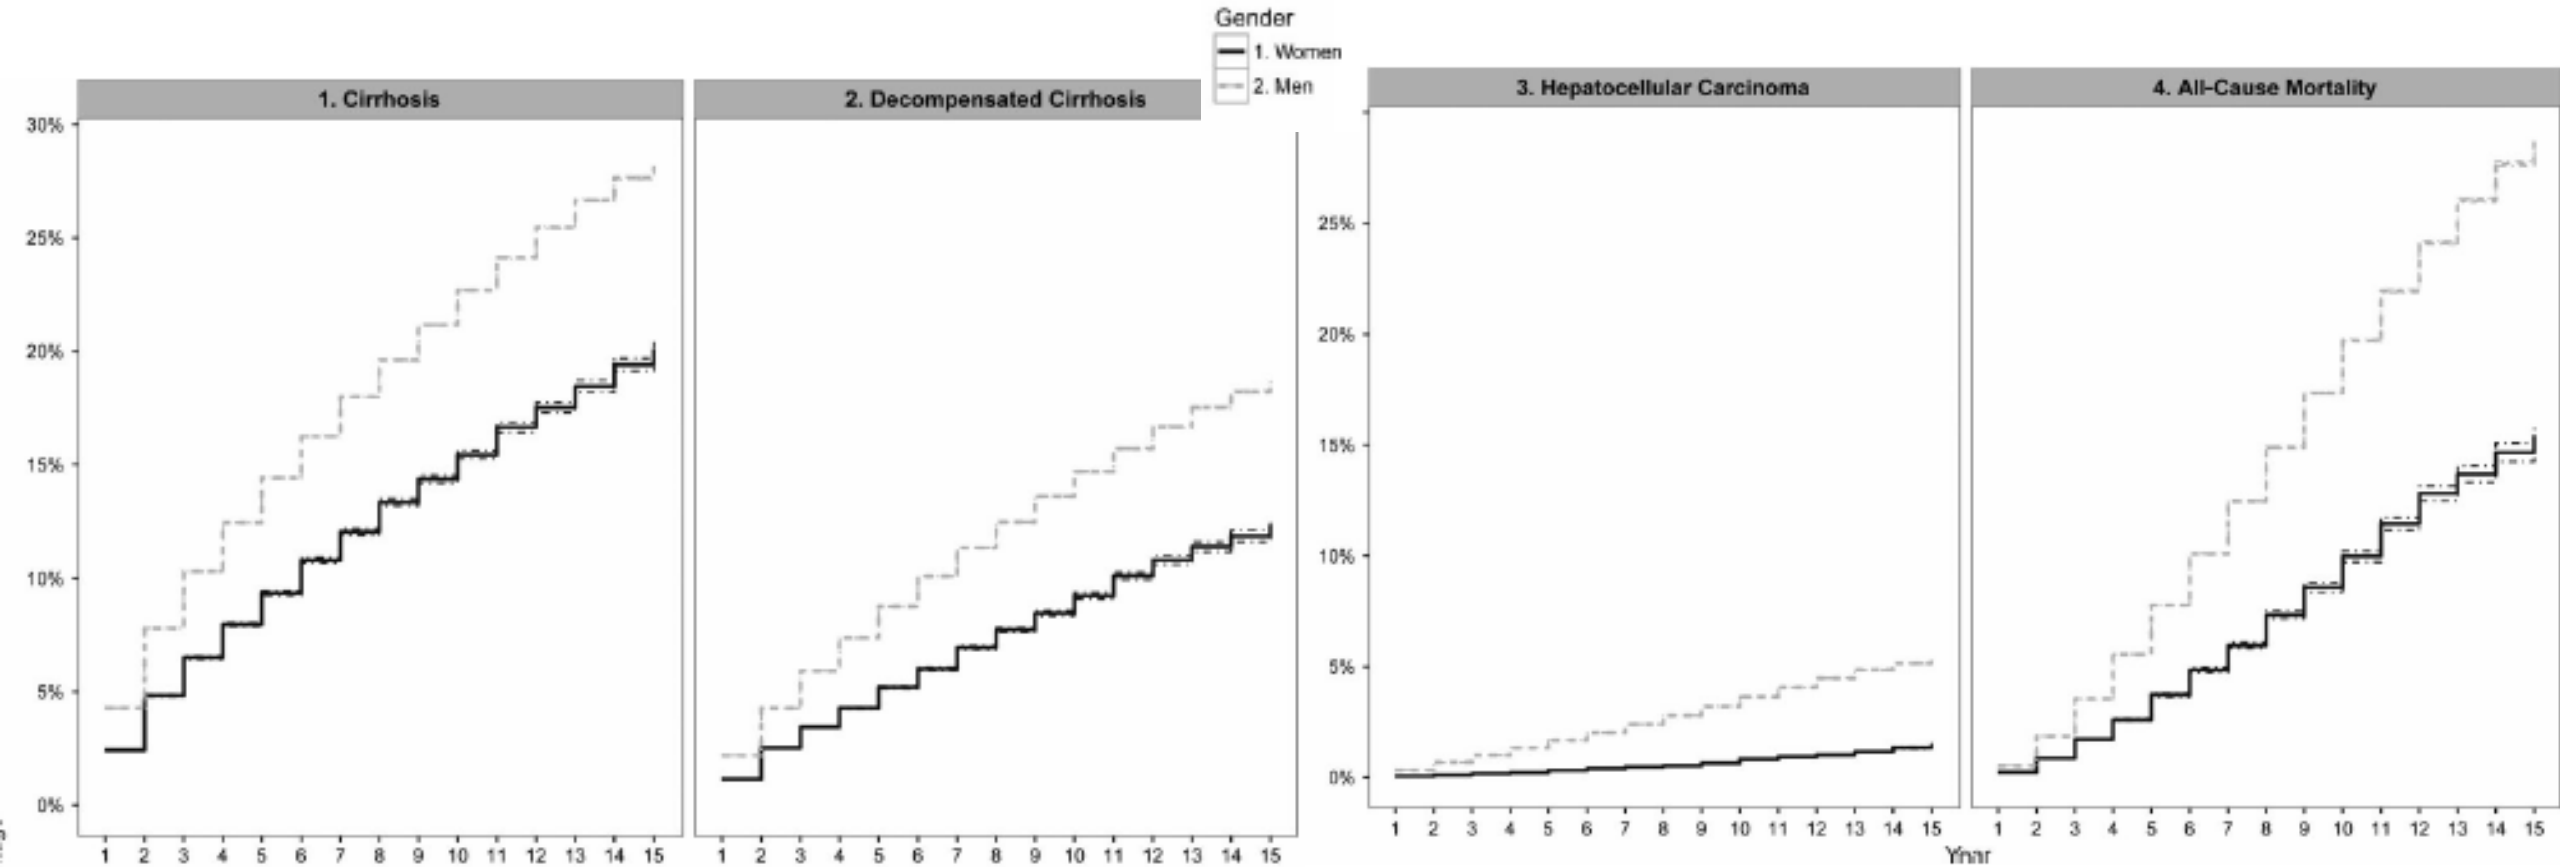 Gender
1. Women
2. Men
1. Cirrhosis
2. Decompensated Cirrhosis
3. Hepatocellular Carcinoma
4. All-Cause Mortality
30%
25%
20%
15%
10%
5%
0%
25%
20%
15%
10%
5%
0%
1 2 3 4 5 6 7 8 9 10 11 12 13 14 15
1 2 3 4 5 6 7 8 9 10 11 12 13 14 15
1 2 3 4 5 6 7 8 9 10 11 12 13 14 15
1 2 3 4 5 6 7 8 9 10 11 12 13 14 15
Year